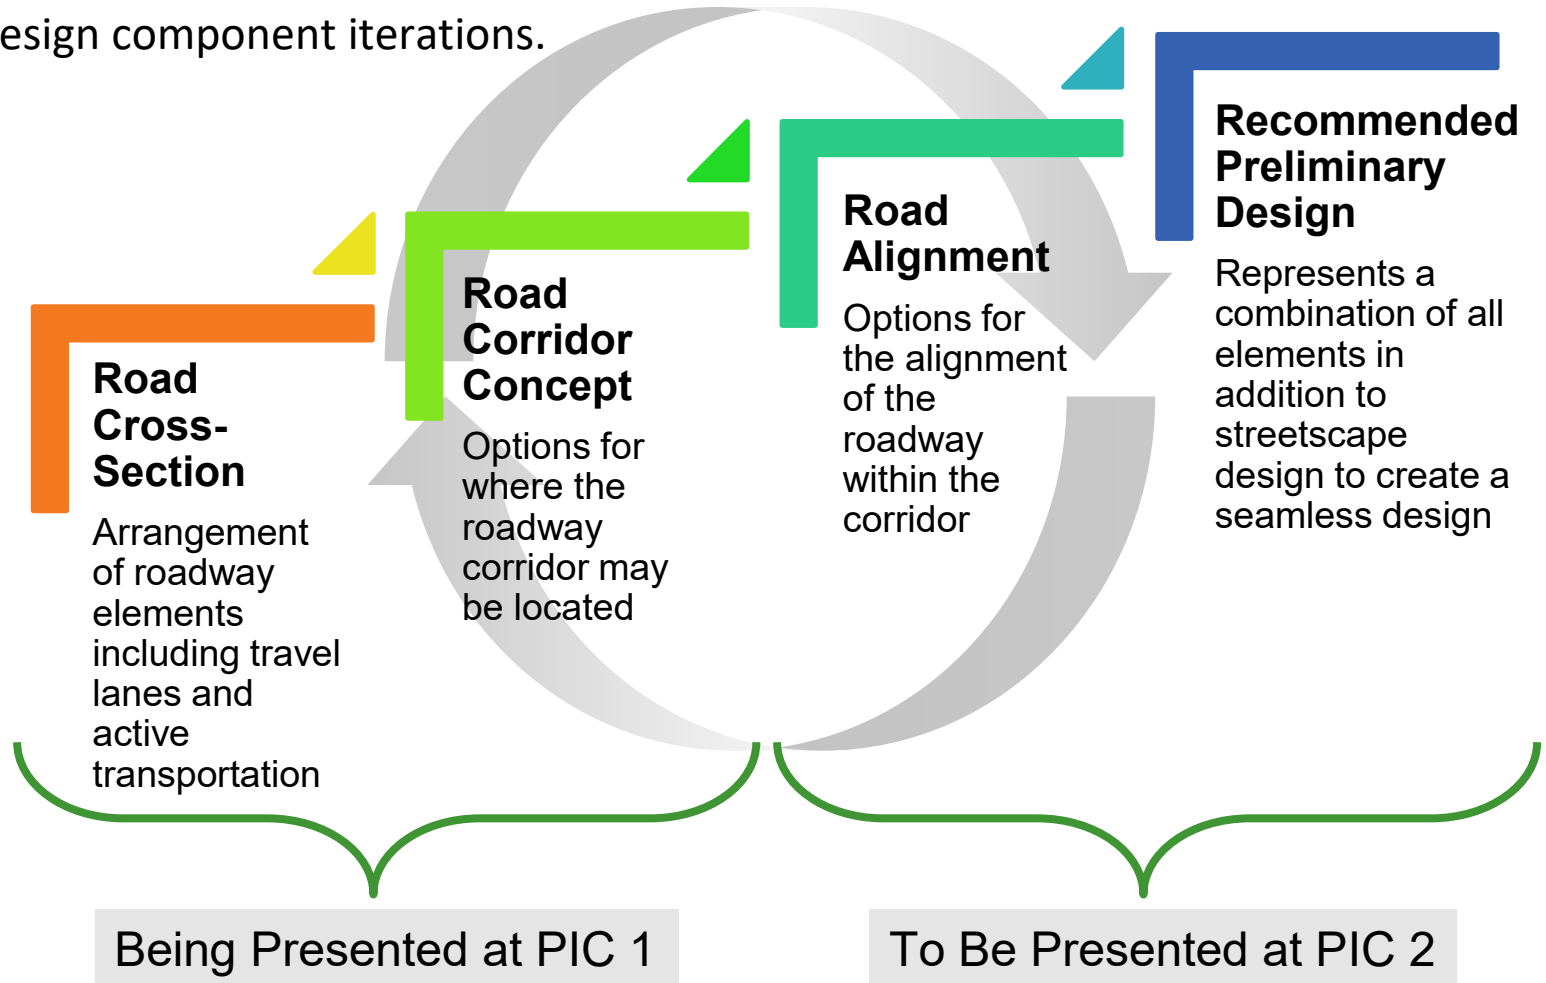 esign component iterations.
Road
Cross-
Section
Arrangement
of roadway
elements
including travel
lanes and
active
transportation
Road
Corridor
Concept
Options for
where the
roadway
corridor may
be located
Road
Alignment
Options for
the alignment
of the
roadway
within the
corridor
Recommended
Preliminary
Design
Represents a
combination of all
elements in
addition to
streetscape
design to create a
seamless design
Being Presented at PIC 1
To Be Presented at PIC 2